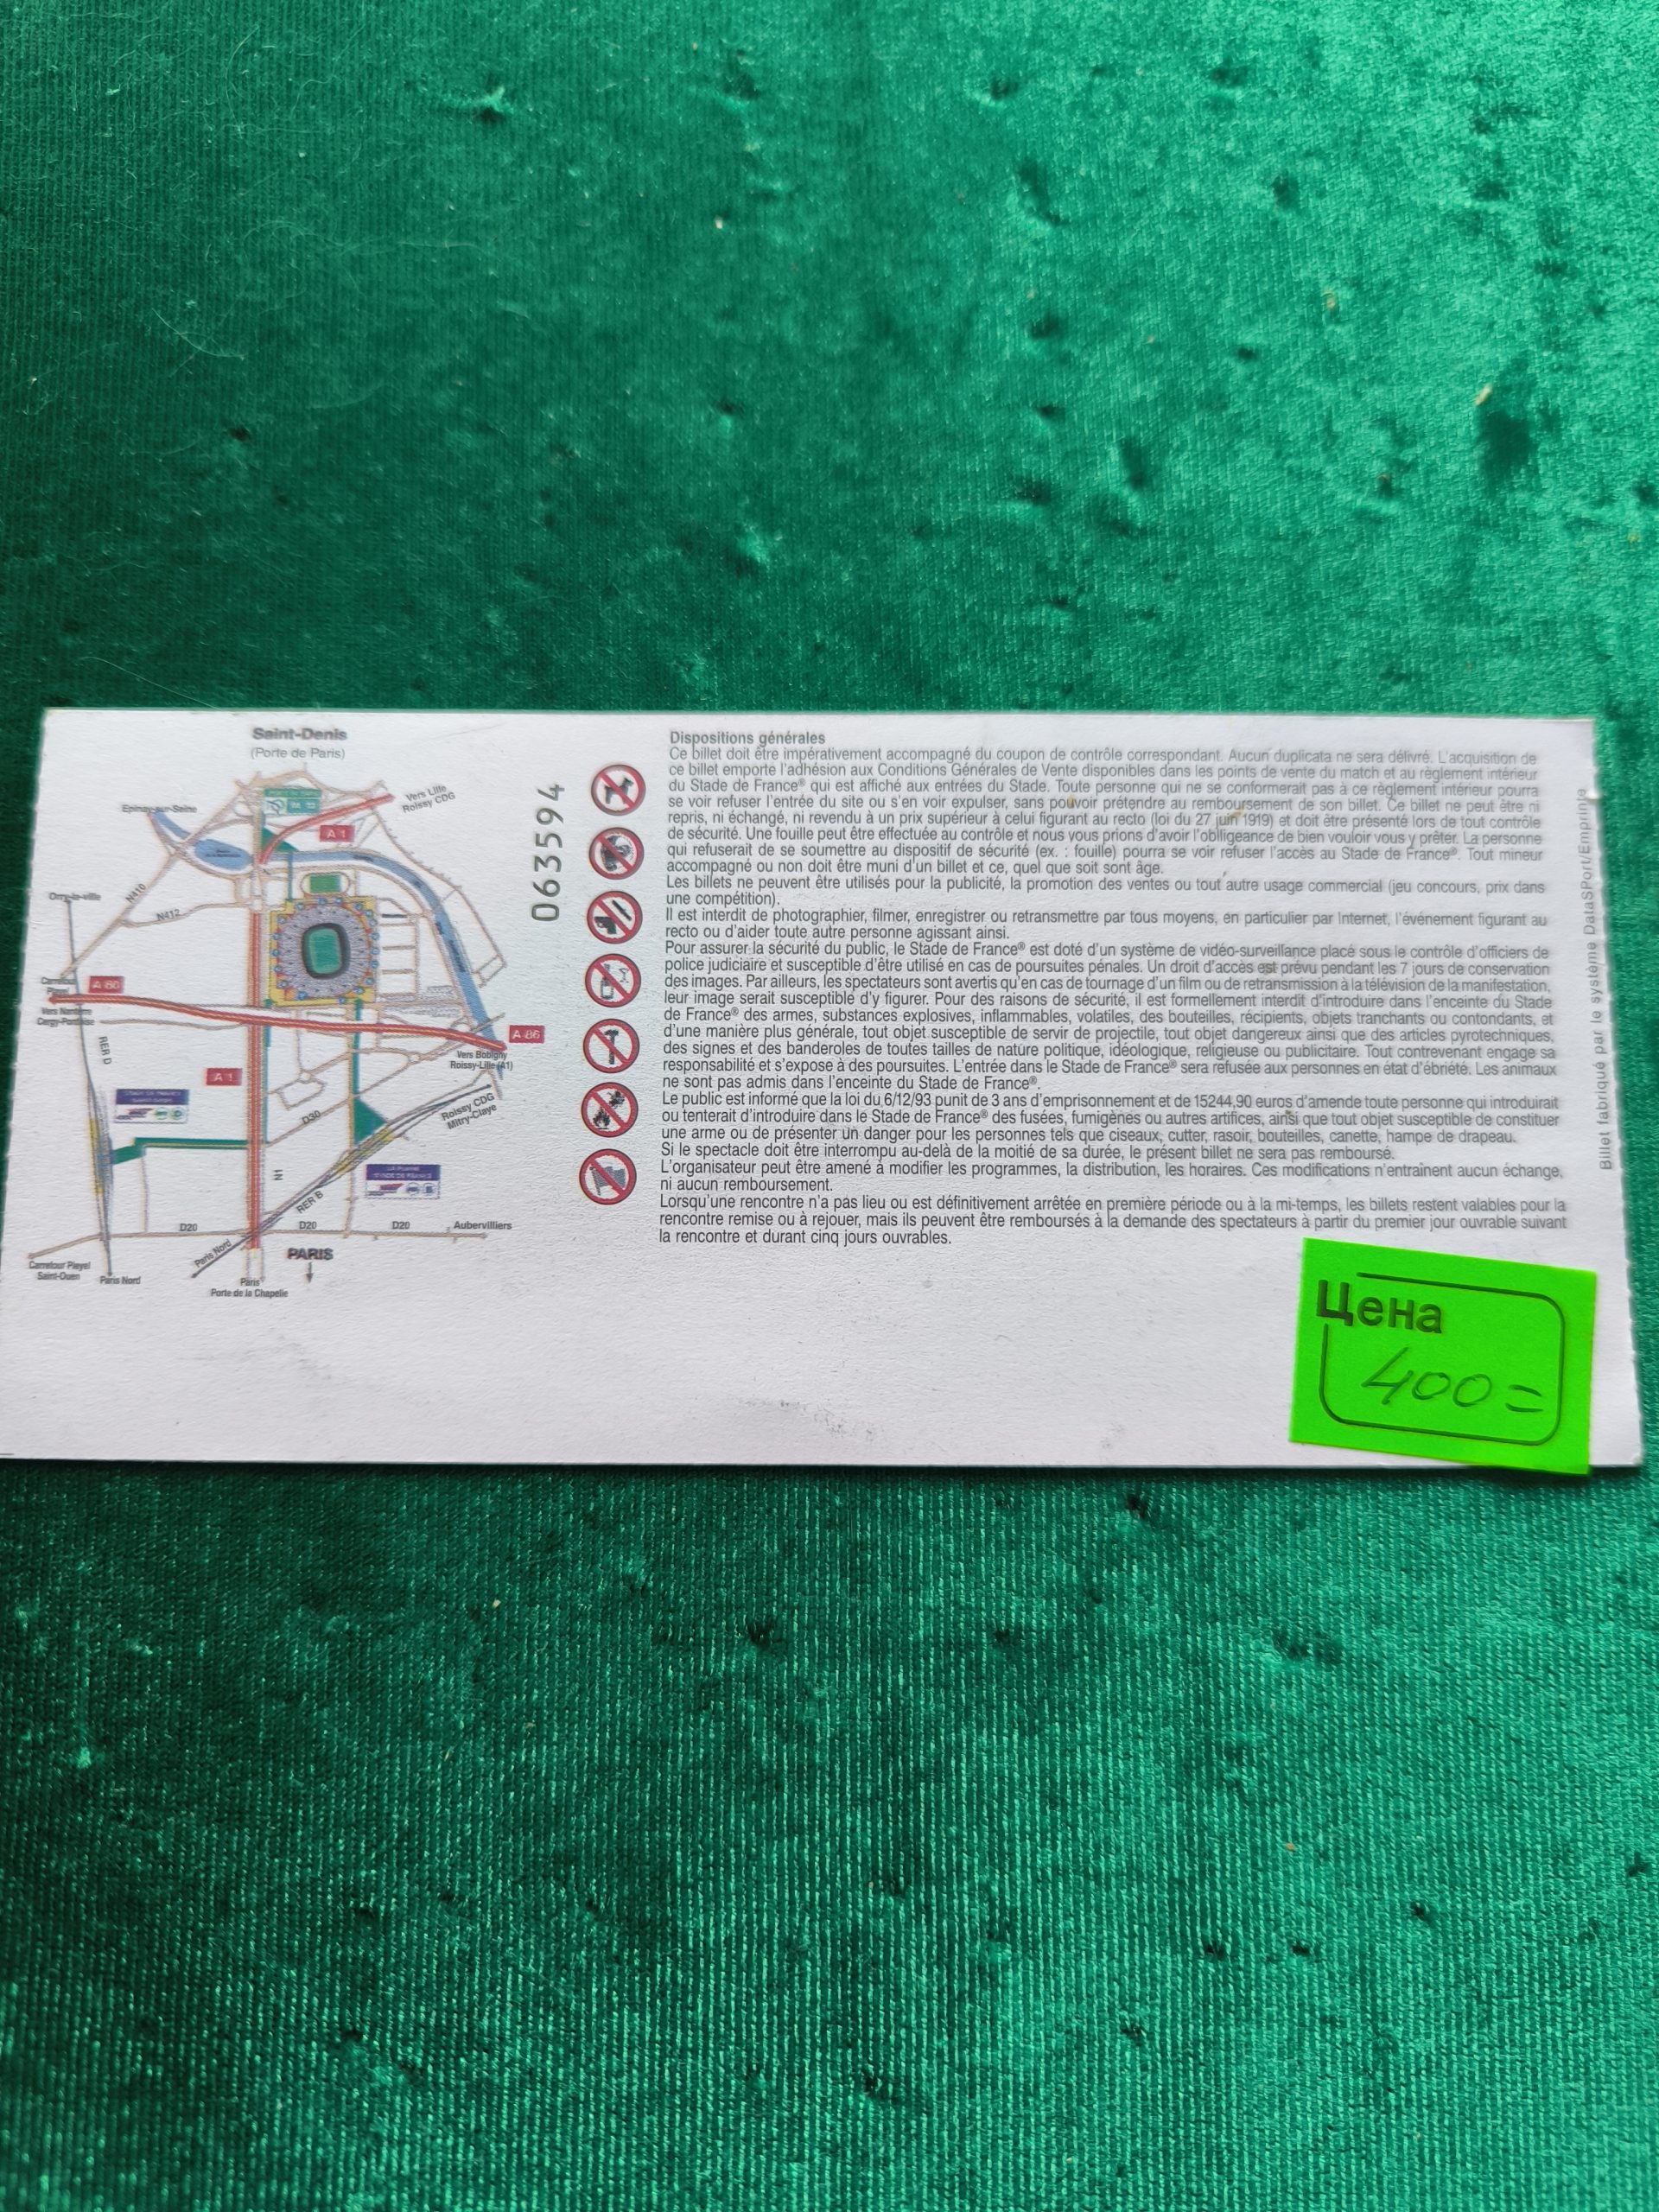 Saint-Denis
(Porte de Paris)
Epinay-sur-Seine
Vers Lille
Roissy CDG
A 1
N410
N412
Orry-la-ville
A 86
A 86
Vers Nanterre
Cergy-Pontoise
Vers Bobigny
Roissy-Lille (A1)
RER D
A 1
D30
Roissy CDG
Mitry-Claye
N1
RER B
D20
D20
D20
Aubervilliers
Paris Nord
PARIS
Carrefour Pleyel
Saint-Ouen
Paris Nord
Paris
Porte de la Chapelle
063594
Dispositions générales
Ce billet doit être impérativement accompagné du coupon de contrôle correspondant. Aucun duplicata ne sera délivré. L'acquisition de
ce billet emporte l'adhésion aux Conditions Générales de Vente disponibles dans les points de vente du match et au règlement intérieur
du Stade de France® qui est affiché aux entrées du Stade. Toute personne qui ne se conformerait pas à ce règlement intérieur pourra
se voir refuser l'entrée du site ou s'en voir expulser, sans pouvoir prétendre au remboursement de son billet. Ce billet ne peut être ni
repris, ni échangé, ni revendu à un prix supérieur à celui figurant au recto (loi du 27 juin 1919) et doit être présenté lors de tout contrôle
de sécurité. Une fouille peut être effectuée au contrôle et nous vous prions d'avoir l'oblligeance de bien vouloir vous y prêter. La personne
qui refuserait de se soumettre au dispositif de sécurité (ex. : fouille) pourra se voir refuser l'accès au Stade de France®. Tout mineur
accompagné ou non doit être muni d'un billet et ce, quel que soit son âge.
Les billets ne peuvent être utilisés pour la publicité, la promotion des ventes ou tout autre usage commercial (jeu concours, prix dans
une compétition).
Il est interdit de photographier, filmer, enregistrer ou retransmettre par tous moyens, en particulier par Internet, l'événement figurant au
recto ou d'aider toute autre personne agissant ainsi.
Pour assurer la sécurité du public, le Stade de France® est doté d'un système de vidéo-surveillance placé sous le contrôle d'officiers de
police judiciaire et susceptible d'être utilisé en cas de poursuites pénales. Un droit d'accès est prévu pendant les 7 jours de conservation
des images. Par ailleurs, les spectateurs sont avertis qu'en cas de tournage d'un film ou de retransmission à la télévision de la manifestation,
leur image serait susceptible d'y figurer. Pour des raisons de sécurité, il est formellement interdit d'introduire dans l'enceinte du Stade
de France® des armes, substances explosives, inflammables, volatiles, des bouteilles, récipients, objets tranchants ou contondants, et
d'une manière plus générale, tout objet susceptible de servir de projectile, tout objet dangereux ainsi que des articles pyrotechniques,
des signes et des banderoles de toutes tailles de nature politique, idéologique, religieuse ou publicitaire. Tout contrevenant engage sa
responsabilité et s'expose à des poursuites. L'entrée dans le Stade de France® sera refusée aux personnes en état d'ébriété. Les animaux
ne sont pas admis dans l'enceinte du Stade de France®.
Le public est informé que la loi du 6/12/93 punit de 3 ans d'emprisonnement et de 15244,90 euros d'amende toute personne qui introduirait
ou tenterait d'introduire dans le Stade de France® des fusées, fumigènes ou autres artifices, ainsi que tout objet susceptible de constituer
une arme ou de présenter un danger pour les personnes tels que ciseaux, cutter, rasoir, bouteilles, canette, hampe de drapeau.
Si le spectacle doit être interrompu au-delà de la moitié de sa durée, le présent billet ne sera pas remboursé.
L'organisateur peut être amené à modifier les programmes, la distribution, les horaires. Ces modifications n'entraînent aucun échange,
ni aucun remboursement.
Lorsqu'une rencontre n'a pas lieu ou est définitivement arrêtée en première période ou à la mi-temps, les billets restent valables pour la
rencontre remise ou à rejouer, mais ils peuvent être remboursés à la demande des spectateurs à partir du premier jour ouvrable suivant
la rencontre et durant cinq jours ouvrables.
Billet fabriqué par le système DataSPort/Emprinte
Цена
400=